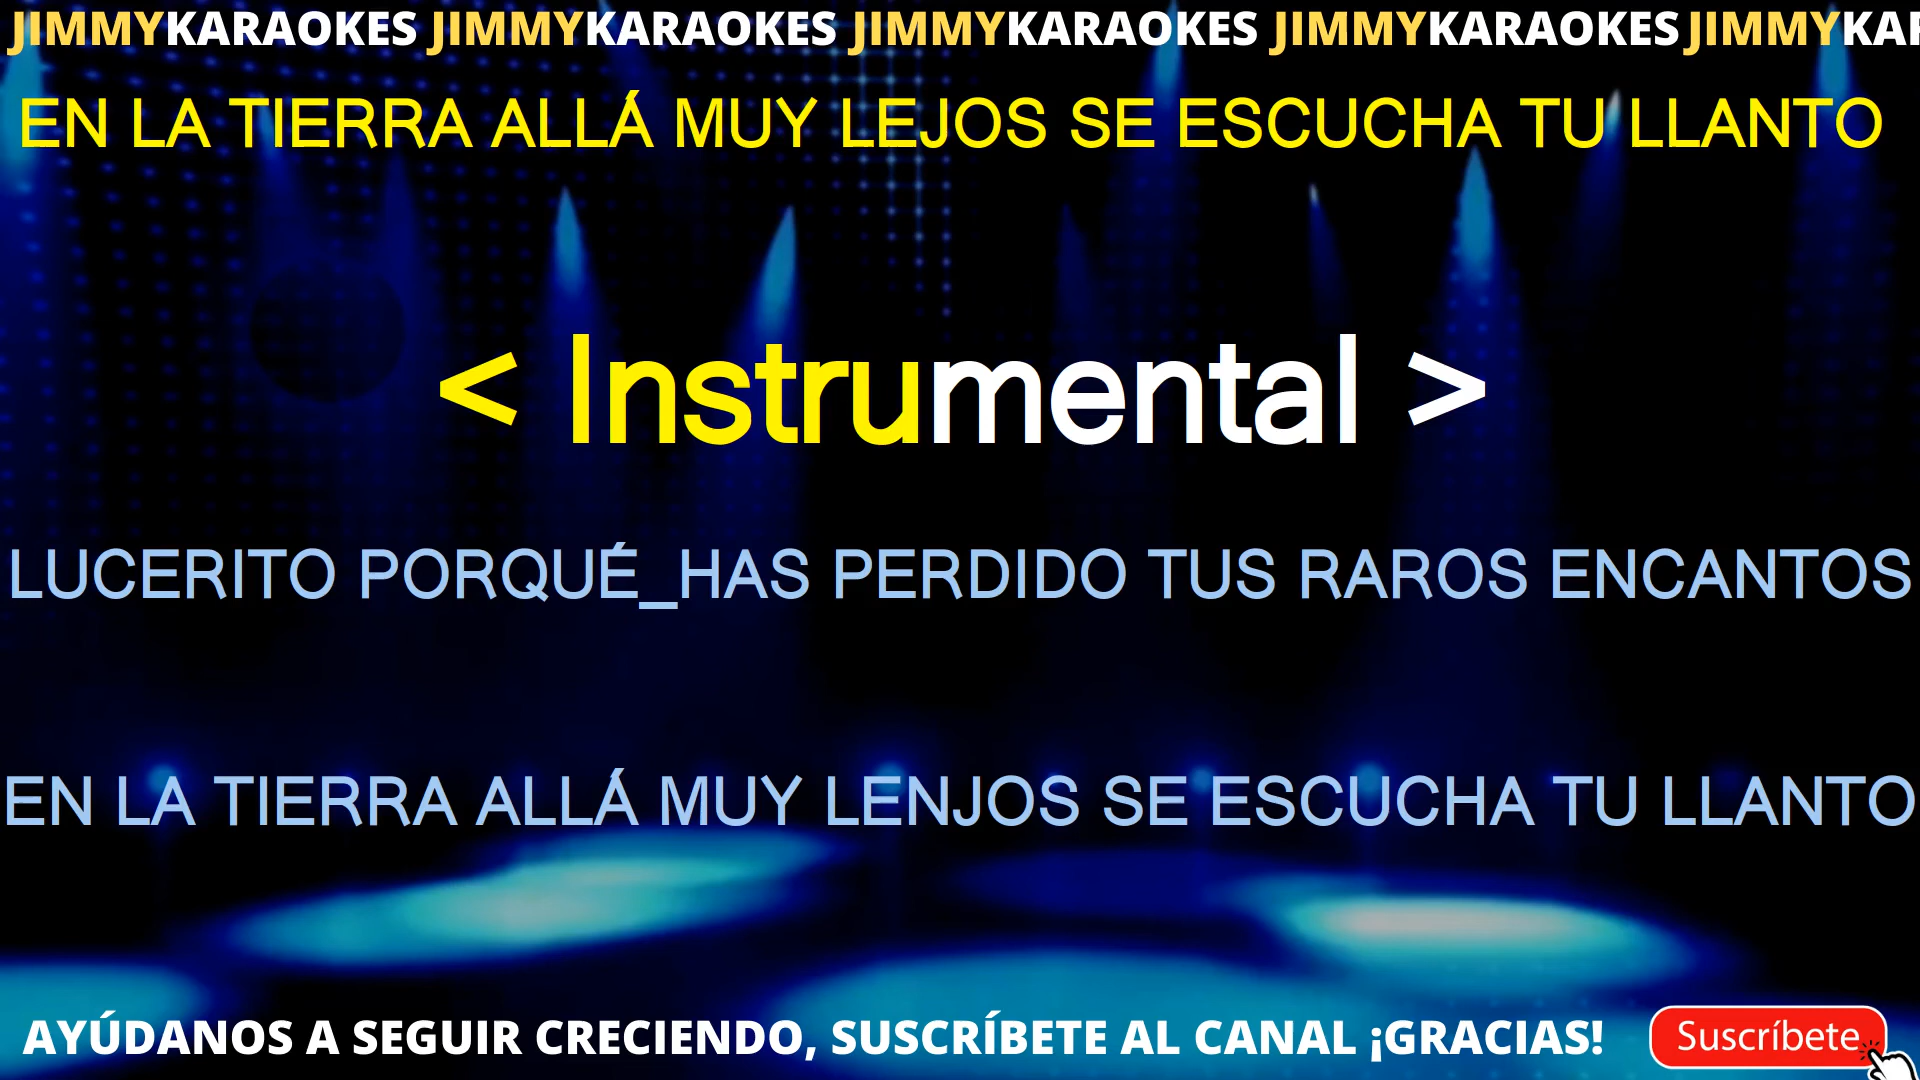 JIMMYKARAOKES JIMMYKARAOKES JIMMYKARAOKES JIMMYKARAOKES JIMMYKAR
EN LA TIERRA ALLÁ MUY LEJOS SE ESCUCHA TU LLANTO
< Instrumental >
LUCERITO PORQUÉ_HAS PERDIDO TUS RAROS ENCANTOS
EN LA TIERRA ALLÁ MUY LENJOS SE ESCUCHA TU LLANTO
AYÚDANOS A SEGUIR CRECIENDO, SUSCRÍBETE AL CANAL ¡GRACIAS! Suscríbete